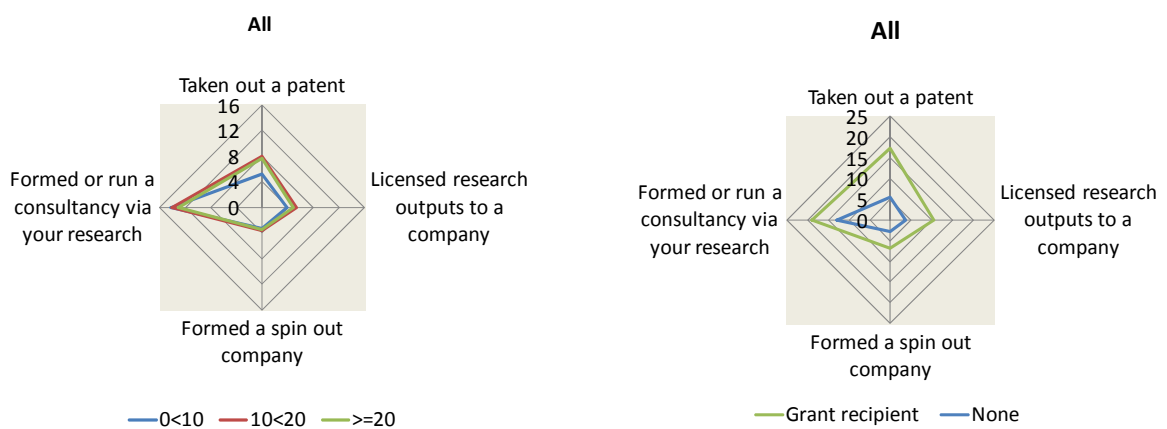 All
Taken out a patent
16
12
8
4
0
Formed or run a
consultancy via
your research
Licensed research
outputs to a
company
Formed a spin out
company
0<10 10<20 >=20
All
Taken out a patent
25
20
15
10
5
0
Formed or run a
consultancy via
your research
Licensed research
outputs to a
company
Formed a spin out
company
Grant recipient None